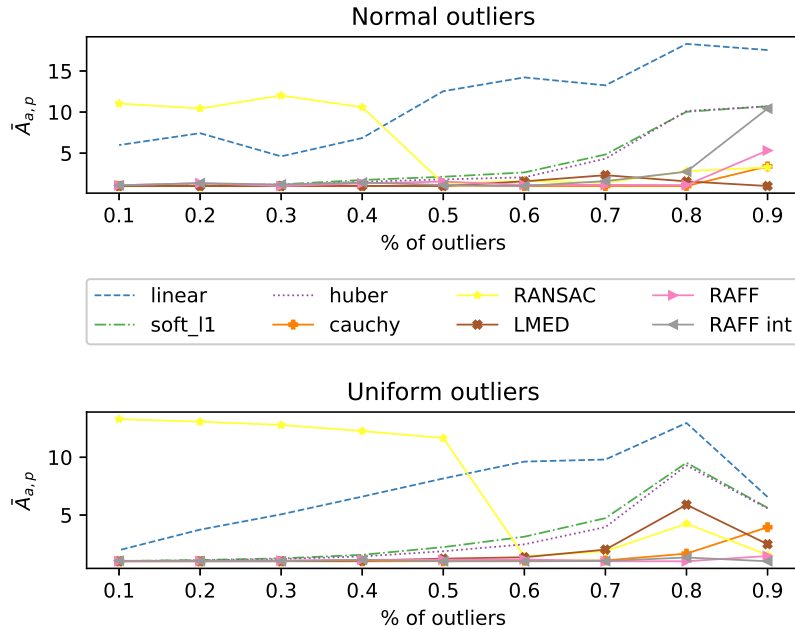 Normal outliers
15
10
5
Ā_{a,p}
0.1 0.2 0.3 0.4 0.5 0.6 0.7 0.8 0.9
% of outliers
linear huber RANSAC RAFF
soft_l1 cauchy LMED RAFF int
Uniform outliers
10
5
Ā_{a,p}
0.1 0.2 0.3 0.4 0.5 0.6 0.7 0.8 0.9
% of outliers